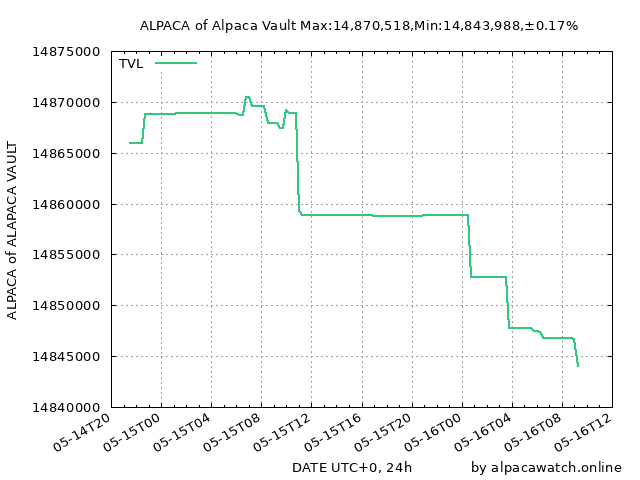 ALPACA of Alpaca Vault Max:14,870,518,Min:14,843,988,±0.17%
TVL
ALPACA of ALAPACA VAULT
14875000
14870000
14865000
14860000
14855000
14850000
14845000
14840000
05-14T20
05-15T00
05-15T04
05-15T08
05-15T12
05-15T16
05-15T20
05-16T00
05-16T04
05-16T08
05-16T12
DATE UTC+0, 24h
by alpacawatch.online